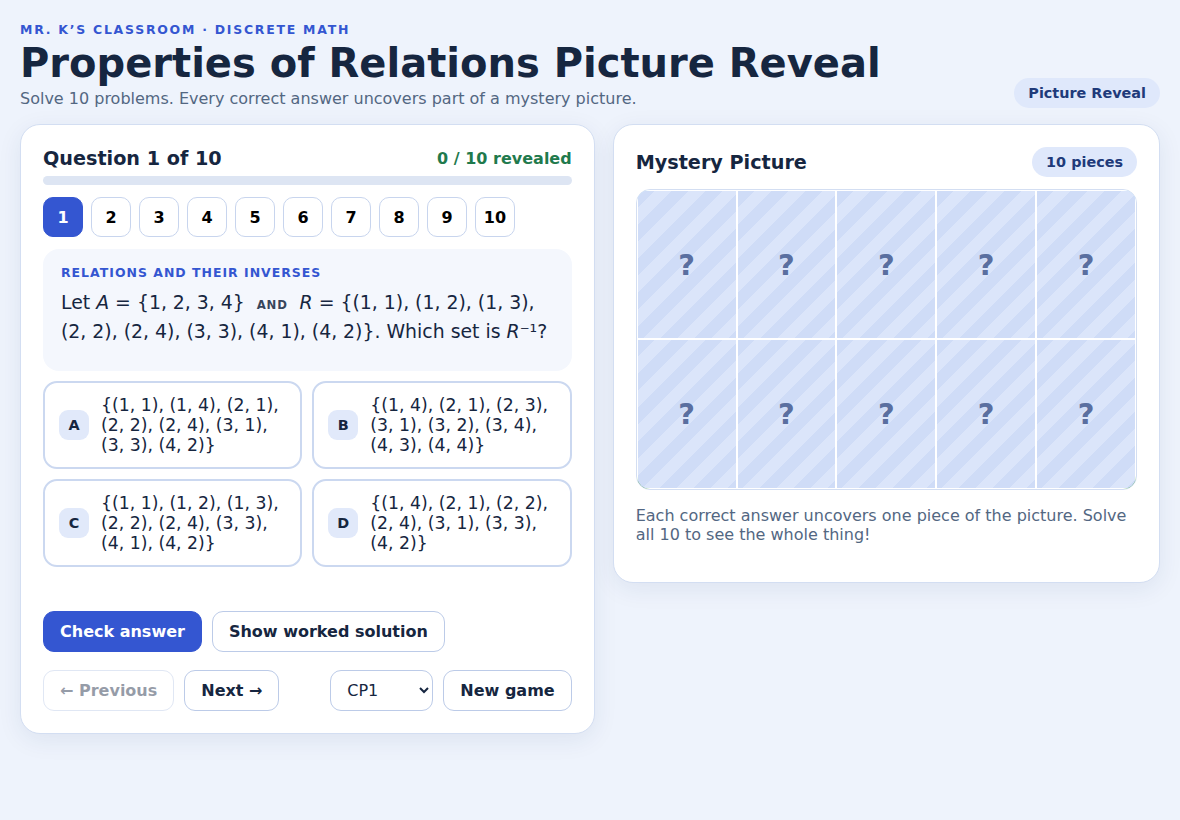 MR. K’S CLASSROOM · DISCRETE MATH
Properties of Relations Picture Reveal
Solve 10 problems. Every correct answer uncovers part of a mystery picture.
Picture Reveal
Question 1 of 10
0 / 10 revealed
1 2 3 4 5 6 7 8 9 10
RELATIONS AND THEIR INVERSES
Let A = {1, 2, 3, 4} AND R = {(1, 1), (1, 2), (1, 3),
(2, 2), (2, 4), (3, 3), (4, 1), (4, 2)}. Which set is R⁻¹?
A
{(1, 1), (1, 4), (2, 1),
(2, 2), (2, 4), (3, 1),
(3, 3), (4, 2)}
B
{(1, 4), (2, 1), (2, 3),
(3, 1), (3, 2), (3, 4),
(4, 3), (4, 4)}
C
{(1, 1), (1, 2), (1, 3),
(2, 2), (2, 4), (3, 3),
(4, 1), (4, 2)}
D
{(1, 4), (2, 1), (2, 2),
(2, 4), (3, 1), (3, 3),
(4, 2)}
Check answer
Show worked solution
← Previous
Next →
CP1
New game
Mystery Picture
10 pieces
? ? ? ? ?
? ? ? ? ?
Each correct answer uncovers one piece of the picture. Solve
all 10 to see the whole thing!